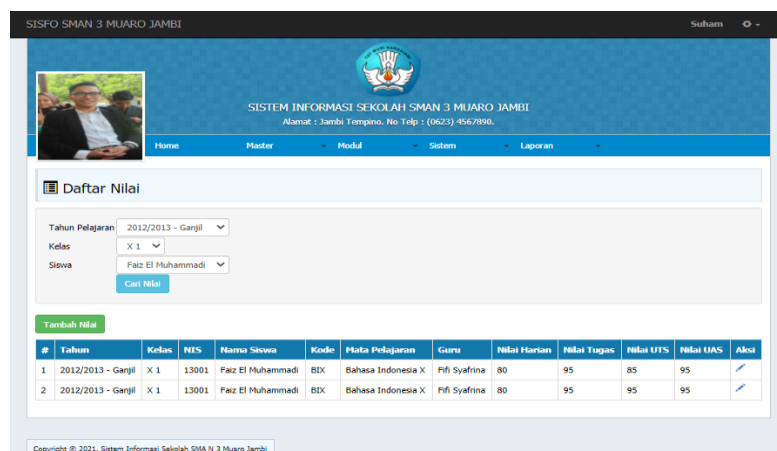 SISFO SMAN 3 MUARO JAMBI Suham
SISTEM INFORMASI SEKOLAH SMAN 3 MUARO JAMBI
Alamat : Jambi Tempino. No Telp : (0623) 4567890.
Home Master Modul Sistem Laporan
Daftar Nilai
Tahun Pelajaran 2012/2013 - Ganjil
Kelas X 1
Siswa Faiz El Muhammadi
Cari Nilai
Tambah Nilai
# Tahun Kelas NIS Nama Siswa Kode Mata Pelajaran Guru Nilai Harian Nilai Tugas Nilai UTS Nilai UAS Aksi
1 2012/2013 - Ganjil X 1 13001 Faiz El Muhammadi BIX Bahasa Indonesia X Fifi Syafrina 80 95 85 95
2 2012/2013 - Ganjil X 1 13001 Faiz El Muhammadi BIX Bahasa Indonesia X Fifi Syafrina 80 95 95 95
Copyright © 2021. Sistem Informasi Sekolah SMA N 3 Muaro Jambi